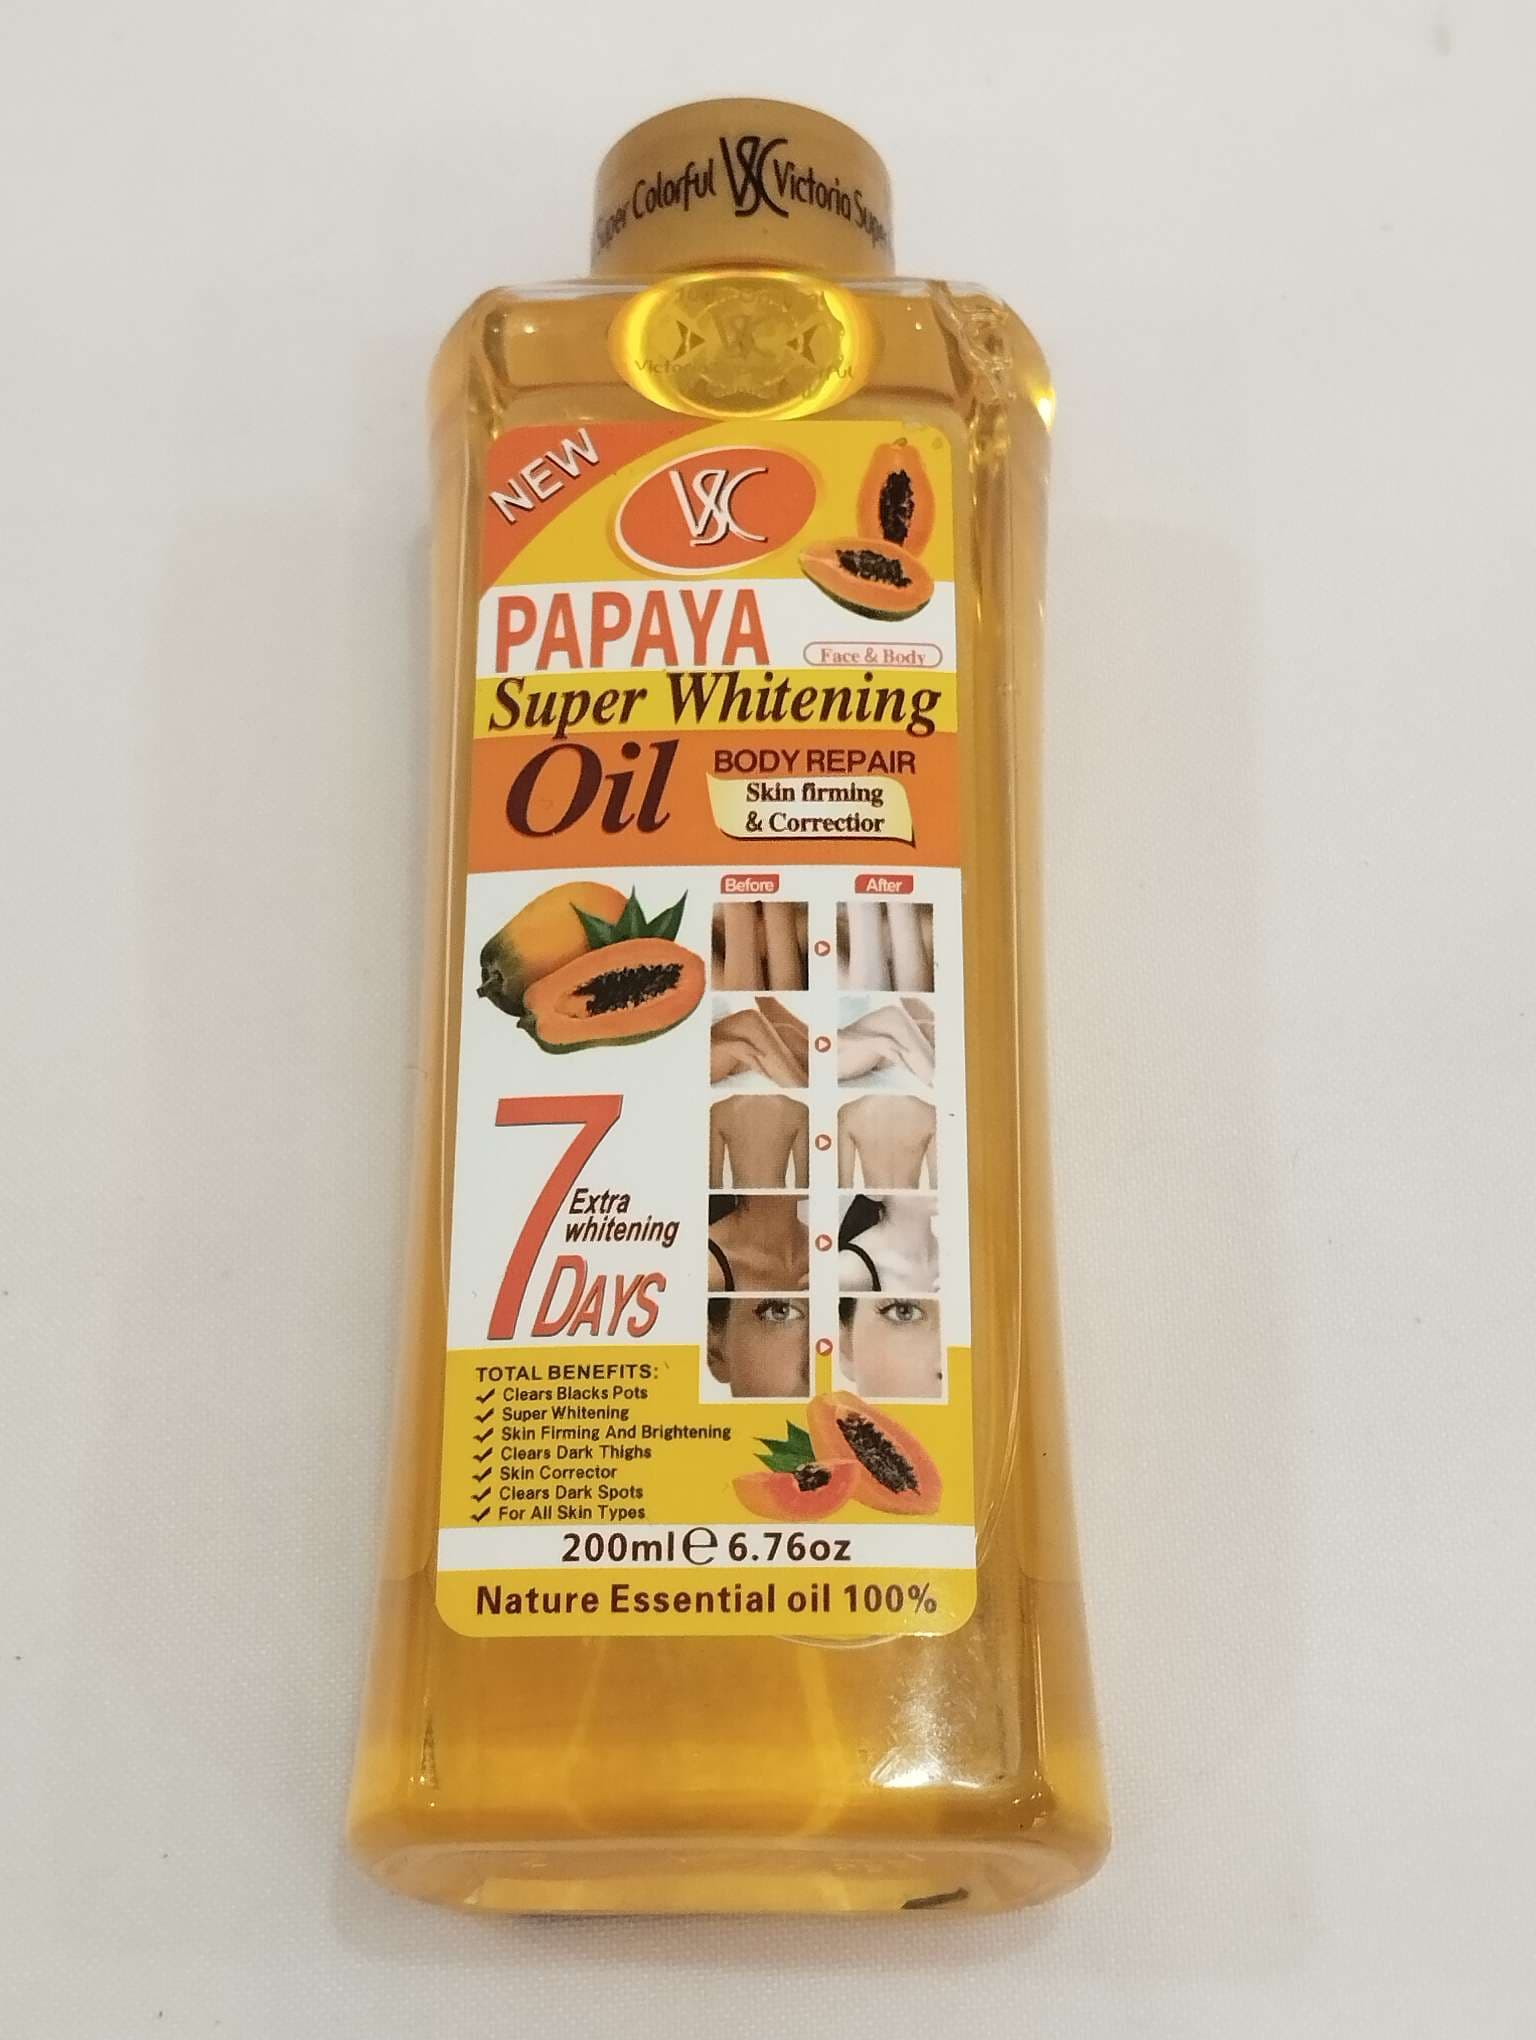 Super Colorful VSC Victoria Super
NEW
VSC
PAPAYA
Face & Body
Super Whitening
Oil
BODY REPAIR
Skin firming
& Correctior
Before
After
7
Extra
whitening
DAYS
TOTAL BENEFITS:
Clears Blacks Pots
Super Whitening
Skin Firming And Brightening
Clears Dark Thighs
Skin Corrector
Clears Dark Spots
For All Skin Types
200ml℮6.76oz
Nature Essential oil 100%